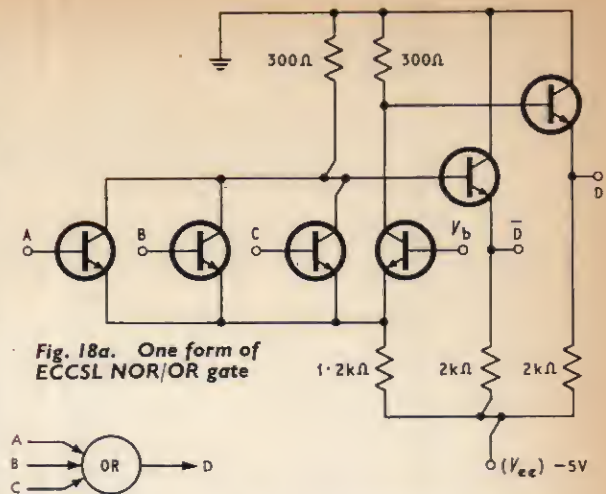 300Ω
300Ω
D
A
B
C
V_b
D̅
Fig. 18a. One form of
ECCSL NOR/OR gate
1·2kΩ
2kΩ
2kΩ
A
B
C
OR
D
(V_ee) -5V